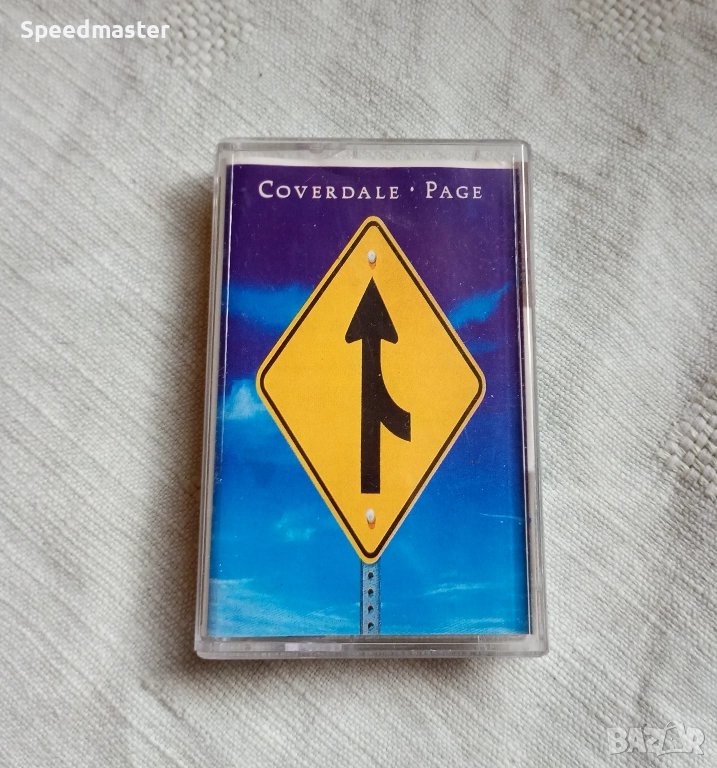 Speedmaster
COVERDALE • PAGE
BAZAR